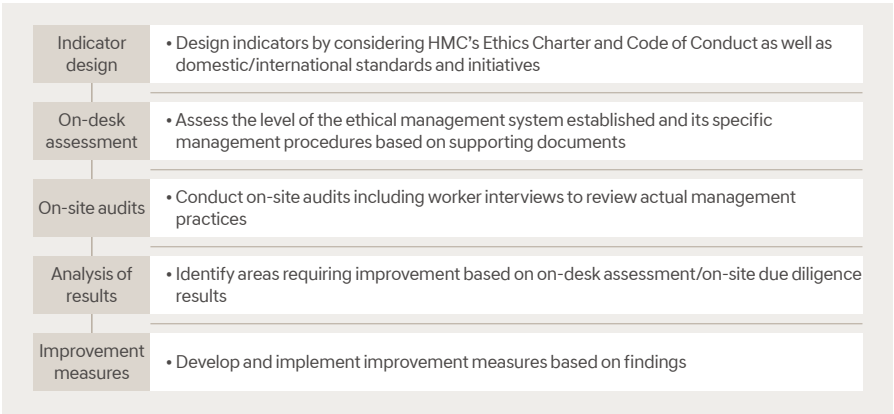 Indicator
design
• Design indicators by considering HMC's Ethics Charter and Code of Conduct as well as
domestic/international standards and initiatives
On-desk
assessment
• Assess the level of the ethical management system established and its specific
management procedures based on supporting documents
On-site audits
• Conduct on-site audits including worker interviews to review actual management
practices
Analysis of
results
• Identify areas requiring improvement based on on-desk assessment/on-site due diligence
results
Improvement
measures
• Develop and implement improvement measures based on findings